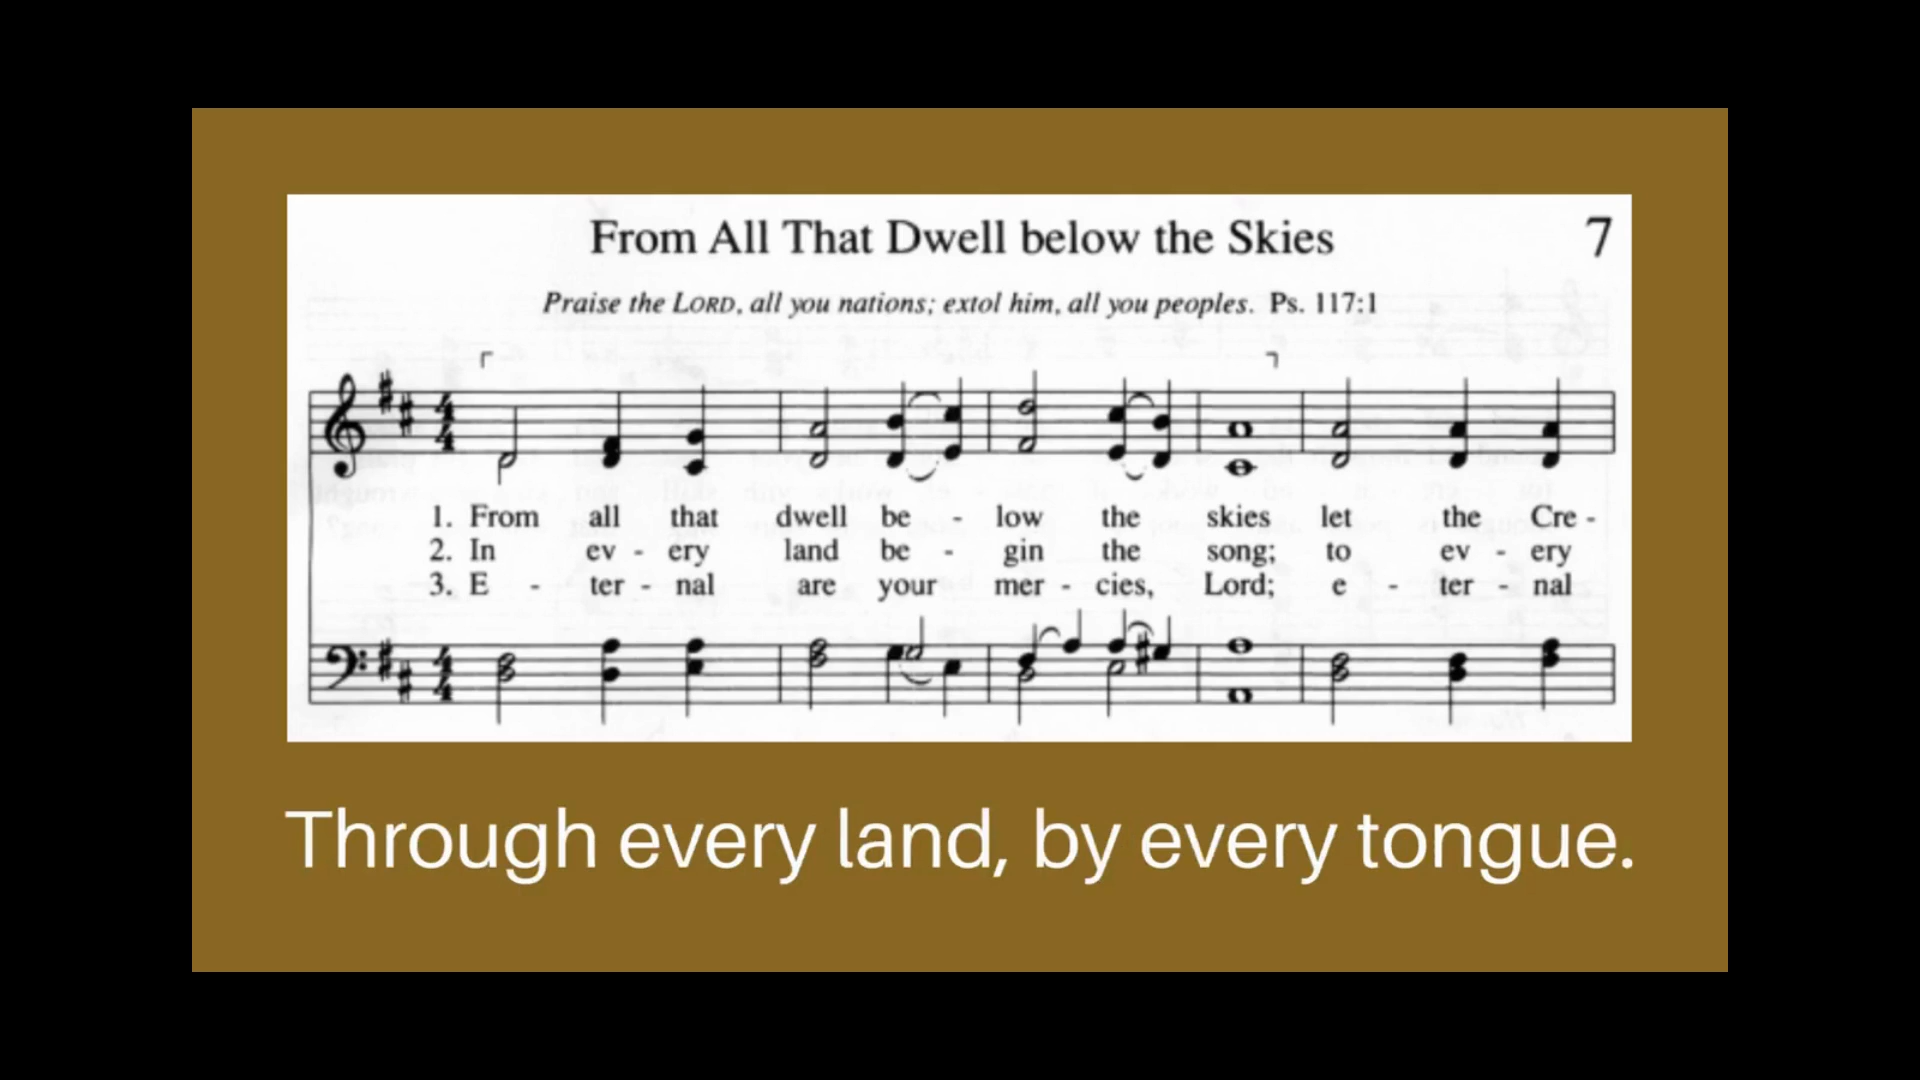 From All That Dwell below the Skies 7
Praise the LORD, all you nations; extol him, all you peoples. Ps. 117:1
1. From all that dwell be - low the skies let the Cre -
2. In ev - ery land be - gin the song; to ev - ery
3. E - ter - nal are your mer - cies, Lord; e - ter - nal
Through every land, by every tongue.